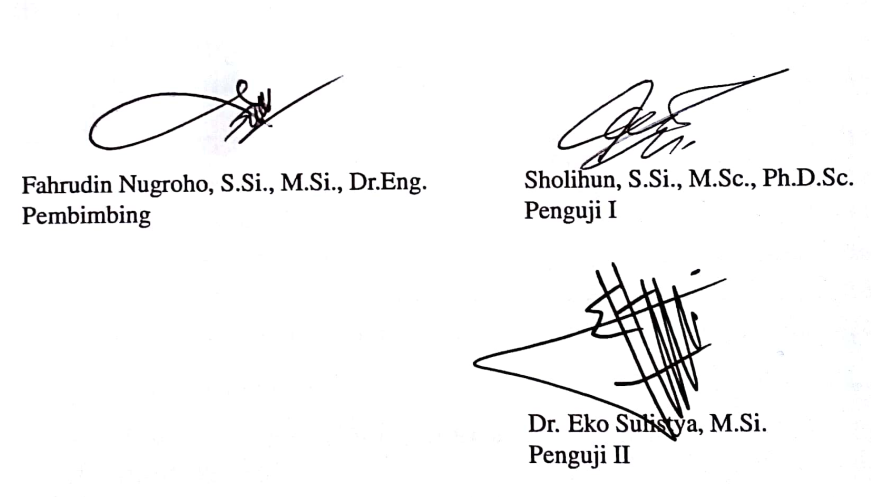 Fahrudin Nugroho, S.Si., M.Si., Dr.Eng.
Pembimbing
Sholihun, S.Si., M.Sc., Ph.D.Sc.
Penguji I
Dr. Eko Sulistya, M.Si.
Penguji II